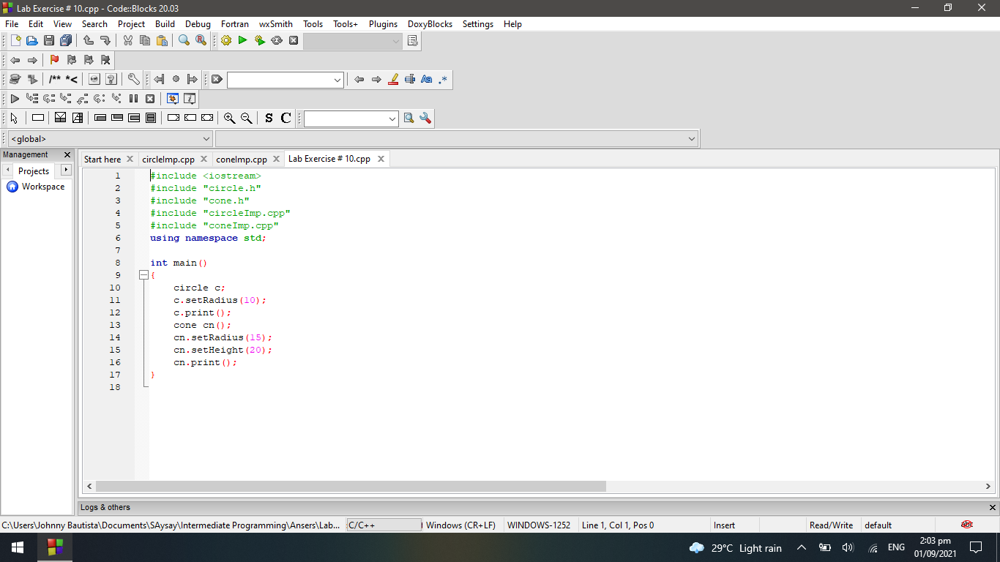 Lab Exercise # 10.cpp - Code::Blocks 20.03
File Edit View Search Project Build Debug Fortran wxSmith Tools Tools+ Plugins DoxyBlocks Settings Help
/** *<
Aa .*
S C
<global>
Management
Projects
Workspace
Start here circleImp.cpp coneImp.cpp Lab Exercise # 10.cpp
1 #include <iostream>
2 #include "circle.h"
3 #include "cone.h"
4 #include "circleImp.cpp"
5 #include "coneImp.cpp"
6 using namespace std;
7
8 int main()
9 {
10 circle c;
11 c.setRadius(10);
12 c.print();
13 cone cn();
14 cn.setRadius(15);
15 cn.setHeight(20);
16 cn.print();
17 }
18
Logs & others
C:\Users\Johnny Bautista\Documents\SAysay\Intermediate Programming\Ansers\Lab... C/C++ Windows (CR+LF) WINDOWS-1252 Line 1, Col 1, Pos 0 Insert Read/Write default abc
29°C Light rain ENG 2:03 pm
01/09/2021